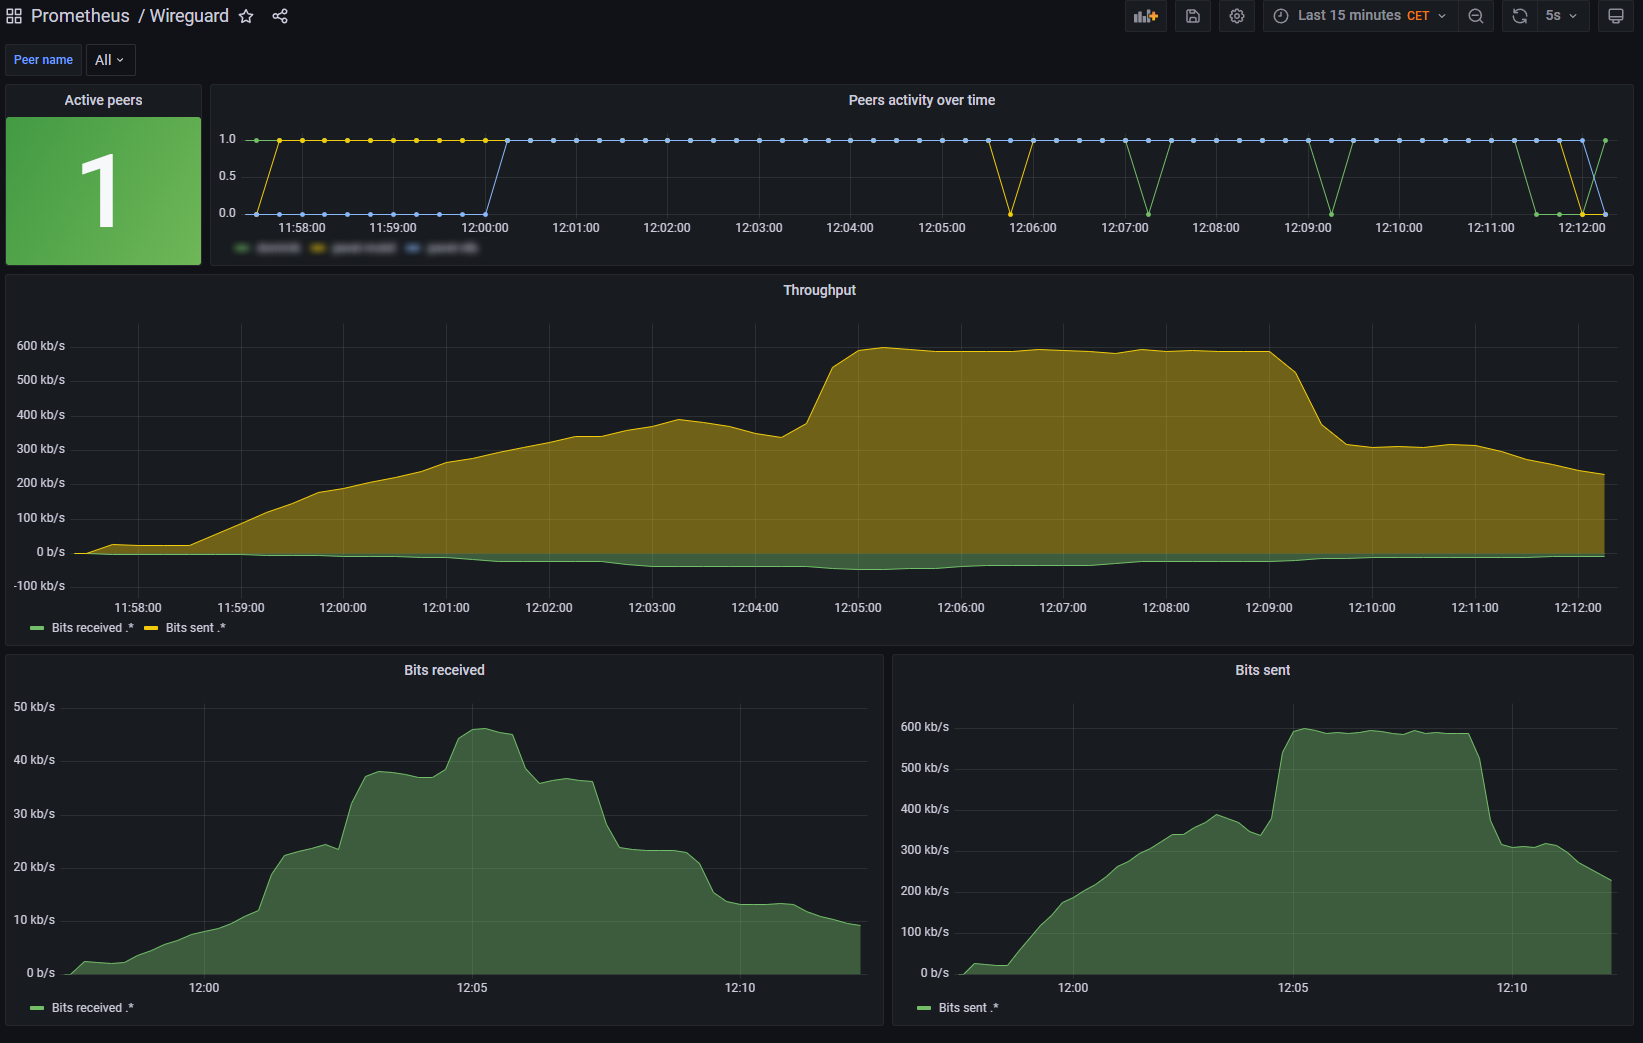 Prometheus / Wireguard
Last 15 minutes CET
5s
Peer name All
Active peers
1
Peers activity over time
1.0
0.5
0.0
11:58:00 11:59:00 12:00:00 12:01:00 12:02:00 12:03:00 12:04:00 12:05:00 12:06:00 12:07:00 12:08:00 12:09:00 12:10:00 12:11:00 12:12:00
Throughput
600 kb/s
500 kb/s
400 kb/s
300 kb/s
200 kb/s
100 kb/s
0 b/s
-100 kb/s
11:58:00 11:59:00 12:00:00 12:01:00 12:02:00 12:03:00 12:04:00 12:05:00 12:06:00 12:07:00 12:08:00 12:09:00 12:10:00 12:11:00 12:12:00
Bits received .* Bits sent .*
Bits received
50 kb/s
40 kb/s
30 kb/s
20 kb/s
10 kb/s
0 b/s
12:00 12:05 12:10
Bits received .*
Bits sent
600 kb/s
500 kb/s
400 kb/s
300 kb/s
200 kb/s
100 kb/s
0 b/s
12:00 12:05 12:10
Bits sent .*